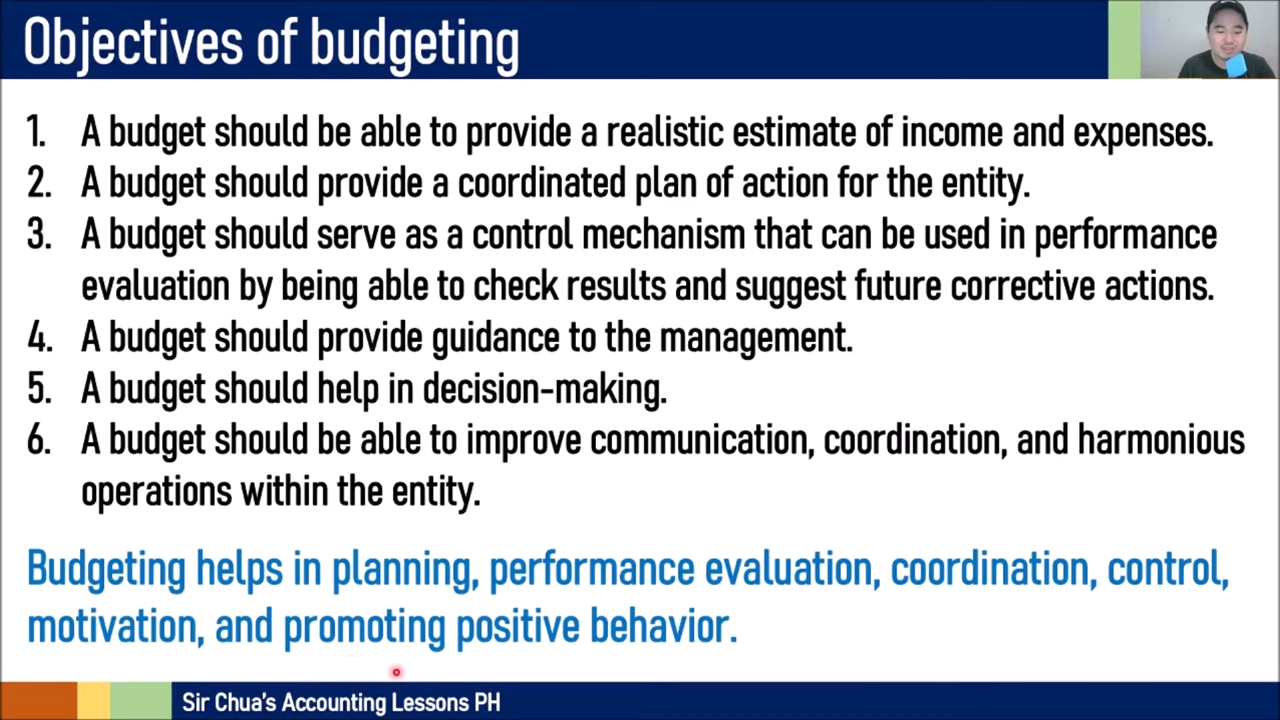 Objectives of budgeting
1. A budget should be able to provide a realistic estimate of income and expenses.
2. A budget should provide a coordinated plan of action for the entity.
3. A budget should serve as a control mechanism that can be used in performance
evaluation by being able to check results and suggest future corrective actions.
4. A budget should provide guidance to the management.
5. A budget should help in decision-making.
6. A budget should be able to improve communication, coordination, and harmonious
operations within the entity.
Budgeting helps in planning, performance evaluation, coordination, control,
motivation, and promoting positive behavior.
Sir Chua's Accounting Lessons PH